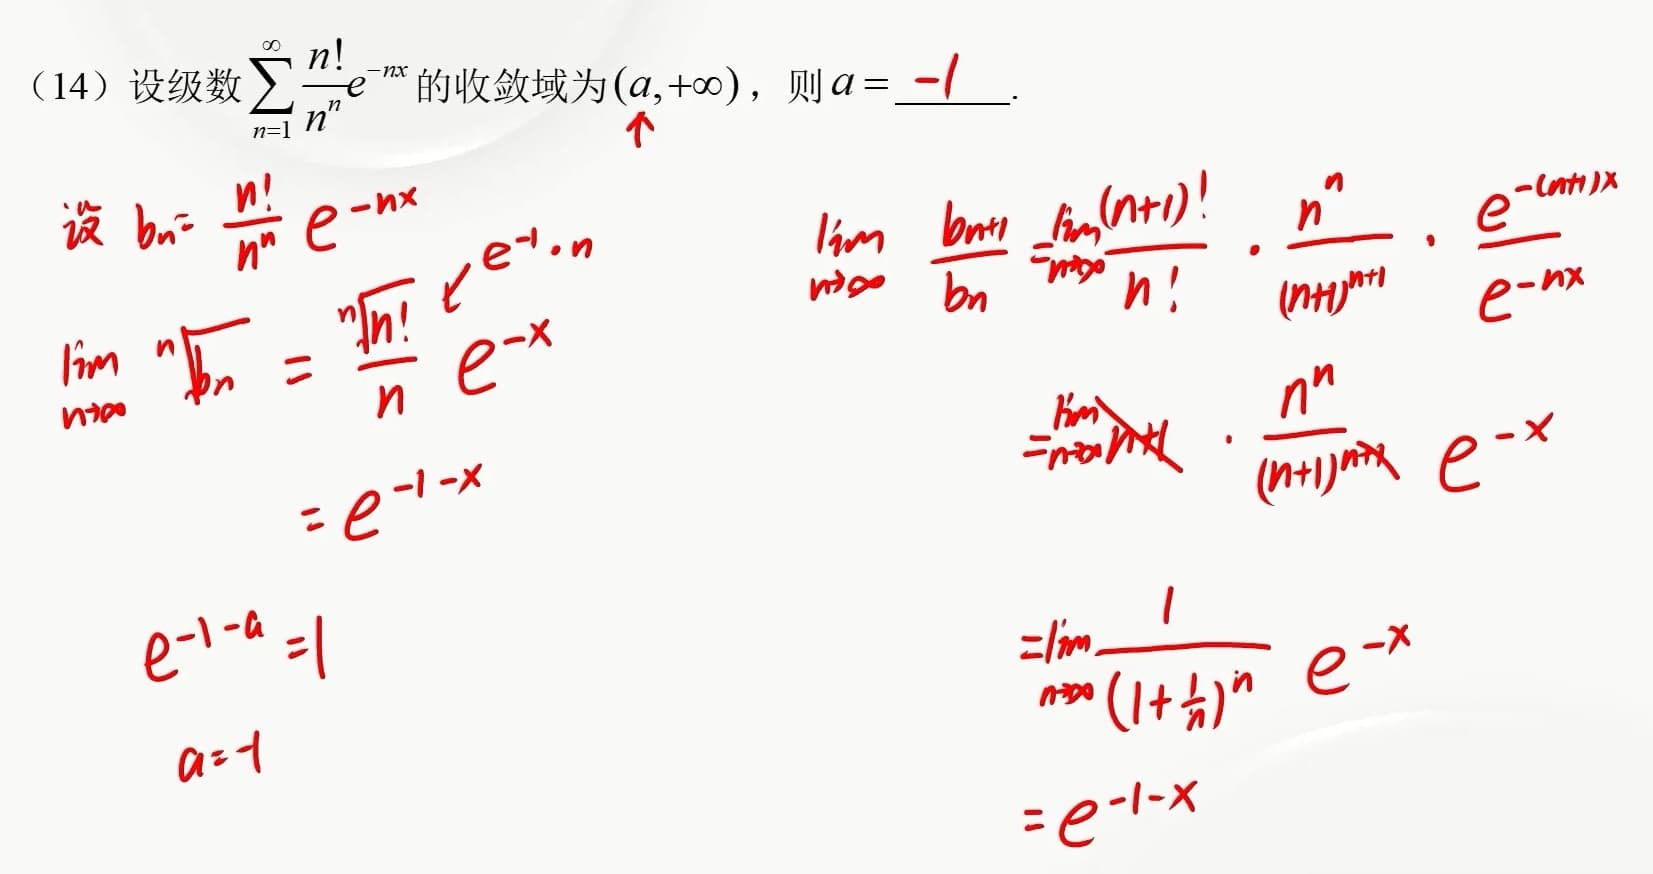 （14）设级数 $\sum_{n=1}^{\infty} \frac{n!}{n^n} e^{-nx}$ 的收敛域为 $(a,+\infty)$，则 $a=$ -1 .
↑
设 $b_n = \frac{n!}{n^n} e^{-nx}$
$e^{-1} \cdot n$
$\lim_{n\to\infty} \sqrt[n]{b_n} = \frac{\sqrt[n]{n!}}{n} e^{-x}$
$= e^{-1-x}$
$e^{-1-a} = 1$
$a = -1$
$\lim_{n\to\infty} \frac{b_{n+1}}{b_n} = \lim_{n\to\infty} \frac{(n+1)!}{n!} \cdot \frac{n^n}{(n+1)^{n+1}} \cdot \frac{e^{-(n+1)x}}{e^{-nx}}$
$= \lim_{n\to\infty} n+1 \cdot \frac{n^n}{(n+1)^{n+1}} e^{-x}$
$= \lim_{n\to\infty} \frac{1}{(1+\frac{1}{n})^n} e^{-x}$
$= e^{-1-x}$